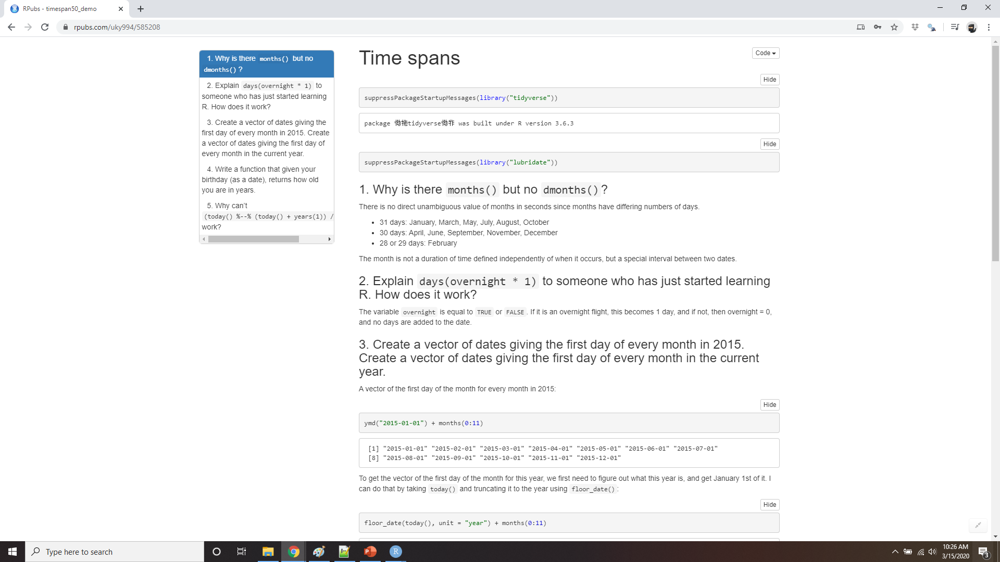 RPubs - timespan50_demo
rpubs.com/uky994/585208
1. Why is there months() but no
dmonths()?
2. Explain days(overnight * 1) to
someone who has just started learning
R. How does it work?
3. Create a vector of dates giving the
first day of every month in 2015. Create
a vector of dates giving the first day of
every month in the current year.
4. Write a function that given your
birthday (as a date), returns how old
you are in years.
5. Why can't
(today() %--% (today() + years(1)) /
work?
Time spans
Code
Hide
suppressPackageStartupMessages(library("tidyverse"))
package tidyverse was built under R version 3.6.3
Hide
suppressPackageStartupMessages(library("lubridate"))
1. Why is there months() but no dmonths()?
There is no direct unambiguous value of months in seconds since months have differing numbers of days.
• 31 days: January, March, May, July, August, October
• 30 days: April, June, September, November, December
• 28 or 29 days: February
The month is not a duration of time defined independently of when it occurs, but a special interval between two dates.
2. Explain days(overnight * 1) to someone who has just started learning
R. How does it work?
The variable overnight is equal to TRUE or FALSE. If it is an overnight flight, this becomes 1 day, and if not, then overnight = 0,
and no days are added to the date.
3. Create a vector of dates giving the first day of every month in 2015.
Create a vector of dates giving the first day of every month in the current
year.
A vector of the first day of the month for every month in 2015:
Hide
ymd("2015-01-01") + months(0:11)
[1] "2015-01-01" "2015-02-01" "2015-03-01" "2015-04-01" "2015-05-01" "2015-06-01" "2015-07-01"
[8] "2015-08-01" "2015-09-01" "2015-10-01" "2015-11-01" "2015-12-01"
To get the vector of the first day of the month for this year, we first need to figure out what this year is, and get January 1st of it. I
can do that by taking today() and truncating it to the year using floor_date():
Hide
floor_date(today(), unit = "year") + months(0:11)
Type here to search
10:26 AM
3/15/2020
3